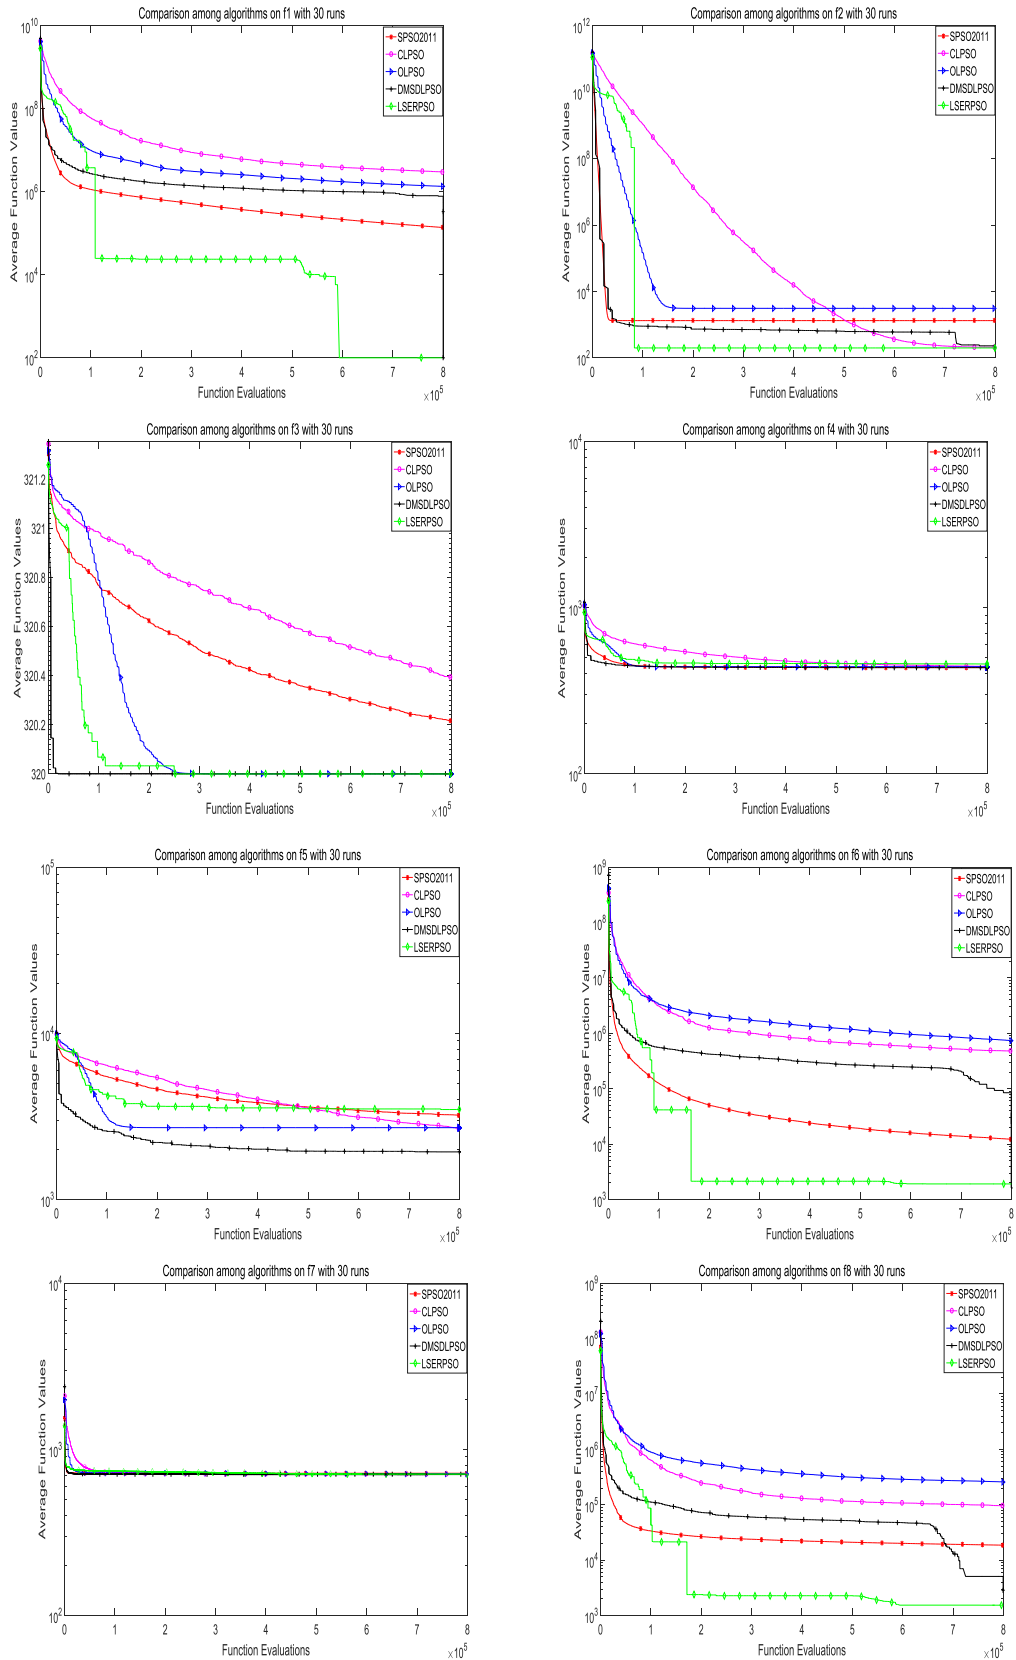 Comparison among algorithms on f1 with 30 runs
10^10
10^8
10^6
10^4
10^2
Average Function Values
SPSO2011
CLPSO
OLPSO
DMSDLPSO
LSERPSO
0 1 2 3 4 5 6 7 8
Function Evaluations
×10^5
Comparison among algorithms on f2 with 30 runs
10^12
10^10
10^8
10^6
10^4
10^2
Average Function Values
SPSO2011
CLPSO
OLPSO
DMSDLPSO
LSERPSO
0 1 2 3 4 5 6 7 8
Function Evaluations
×10^5
Comparison among algorithms on f3 with 30 runs
321.2
321
320.8
320.6
320.4
320.2
320
Average Function Values
SPSO2011
CLPSO
OLPSO
DMSDLPSO
LSERPSO
0 1 2 3 4 5 6 7 8
Function Evaluations
×10^5
Comparison among algorithms on f4 with 30 runs
10^4
10^3
10^2
Average Function Values
SPSO2011
CLPSO
OLPSO
DMSDLPSO
LSERPSO
0 1 2 3 4 5 6 7 8
Function Evaluations
×10^5
Comparison among algorithms on f5 with 30 runs
10^5
10^4
10^3
Average Function Values
SPSO2011
CLPSO
OLPSO
DMSDLPSO
LSERPSO
0 1 2 3 4 5 6 7 8
Function Evaluations
×10^5
Comparison among algorithms on f6 with 30 runs
10^9
10^8
10^7
10^6
10^5
10^4
10^3
Average Function Values
SPSO2011
CLPSO
OLPSO
DMSDLPSO
LSERPSO
0 1 2 3 4 5 6 7 8
Function Evaluations
×10^5
Comparison among algorithms on f7 with 30 runs
10^4
10^3
10^2
Average Function Values
SPSO2011
CLPSO
OLPSO
DMSDLPSO
LSERPSO
0 1 2 3 4 5 6 7 8
Function Evaluations
×10^5
Comparison among algorithms on f8 with 30 runs
10^9
10^8
10^7
10^6
10^5
10^4
10^3
Average Function Values
SPSO2011
CLPSO
OLPSO
DMSDLPSO
LSERPSO
0 1 2 3 4 5 6 7 8
Function Evaluations
×10^5